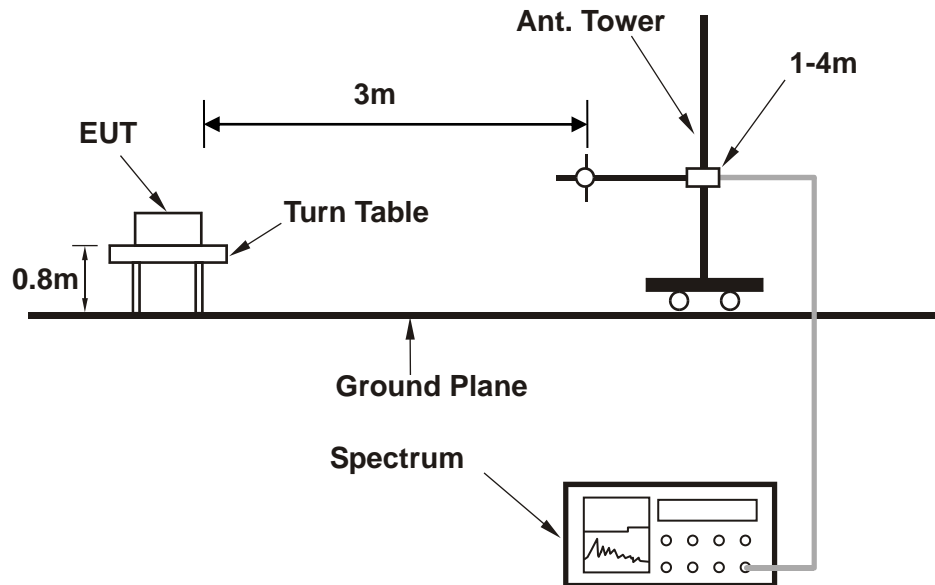 Ant. Tower
1-4m
3m
EUT
Turn Table
0.8m
Ground Plane
Spectrum